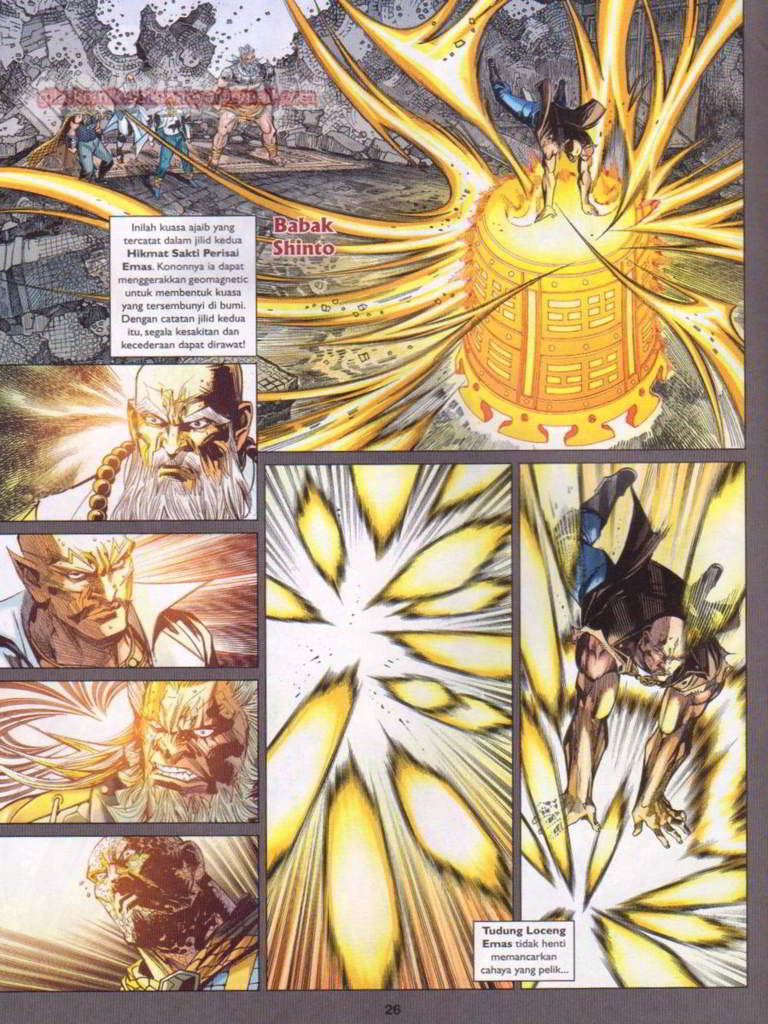 Inilah kuasa ajaib yang
tercatat dalam jilid kedua
Hikmat Sakti Perisai
Emas. Kononnya ia dapat
menggerakkan geomagnetic
untuk membentuk kuasa
yang tersembunyi di bumi.
Dengan catatan jilid kedua
itu, segala kesakitan dan
kecederaan dapat dirawat!
Babak
Shinto
Tudung Loceng
Emas tidak henti
memancarkan
cahaya yang pelik...
26